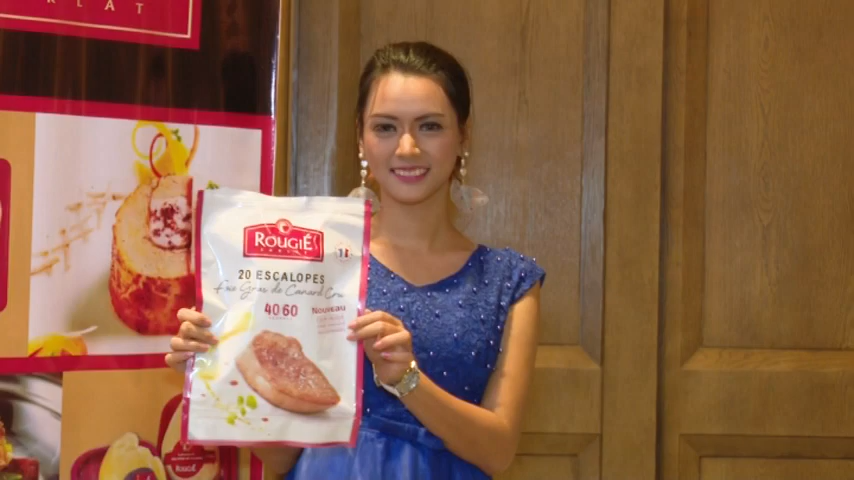 RLAT
ROUGIÉ
20 ESCALOPES
Foie Gras de Canard Cru
40/60
NOUVEAU
ROUGIÉ